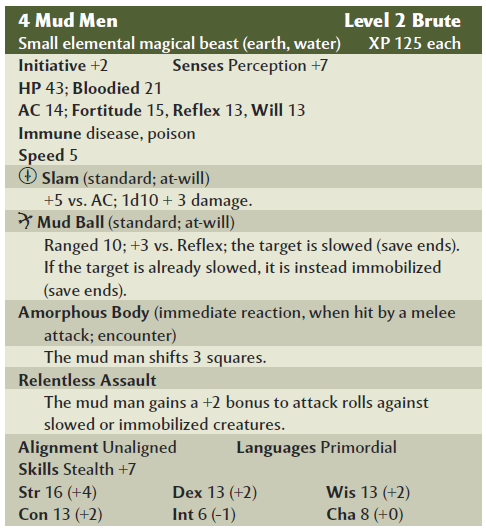 4 Mud Men Level 2 Brute
Small elemental magical beast (earth, water) XP 125 each
Initiative +2 Senses Perception +7
HP 43; Bloodied 21
AC 14; Fortitude 15, Reflex 13, Will 13
Immune disease, poison
Speed 5
Slam (standard; at-will)
+5 vs. AC; 1d10 + 3 damage.
Mud Ball (standard; at-will)
Ranged 10; +3 vs. Reflex; the target is slowed (save ends).
If the target is already slowed, it is instead immobilized
(save ends).
Amorphous Body (immediate reaction, when hit by a melee
attack; encounter)
The mud man shifts 3 squares.
Relentless Assault
The mud man gains a +2 bonus to attack rolls against
slowed or immobilized creatures.
Alignment Unaligned Languages Primordial
Skills Stealth +7
Str 16 (+4) Dex 13 (+2) Wis 13 (+2)
Con 13 (+2) Int 6 (-1) Cha 8 (+0)